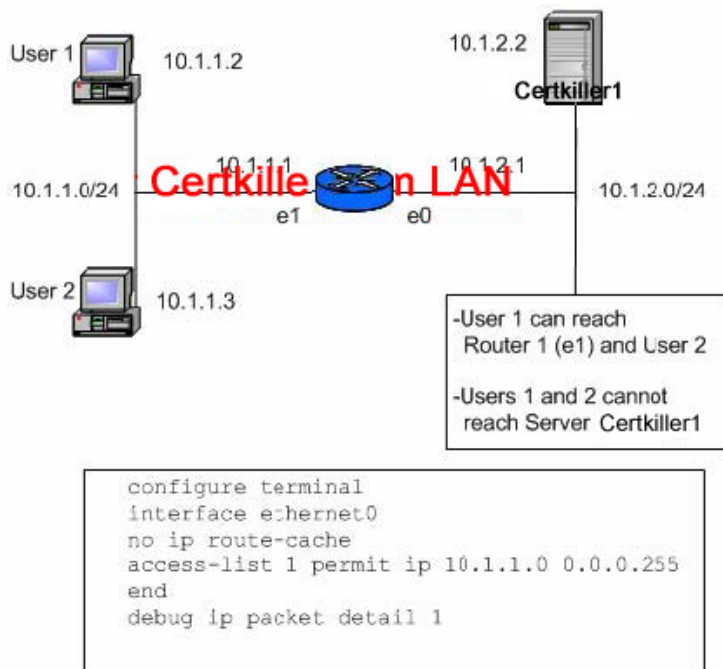 User 1
10.1.1.2
10.1.2.2
Certkiller1
10.1.1.1
10.1.2.1
10.1.1.0/24
Certkille n LAN
10.1.2.0/24
e1
e0
User 2
10.1.1.3
-User 1 can reach
Router 1 (e1) and User 2
-Users 1 and 2 cannot
reach Server Certkiller1
configure terminal
interface ethernet0
no ip route-cache
access-list 1 permit ip 10.1.1.0 0.0.0.255
end
debug ip packet detail 1